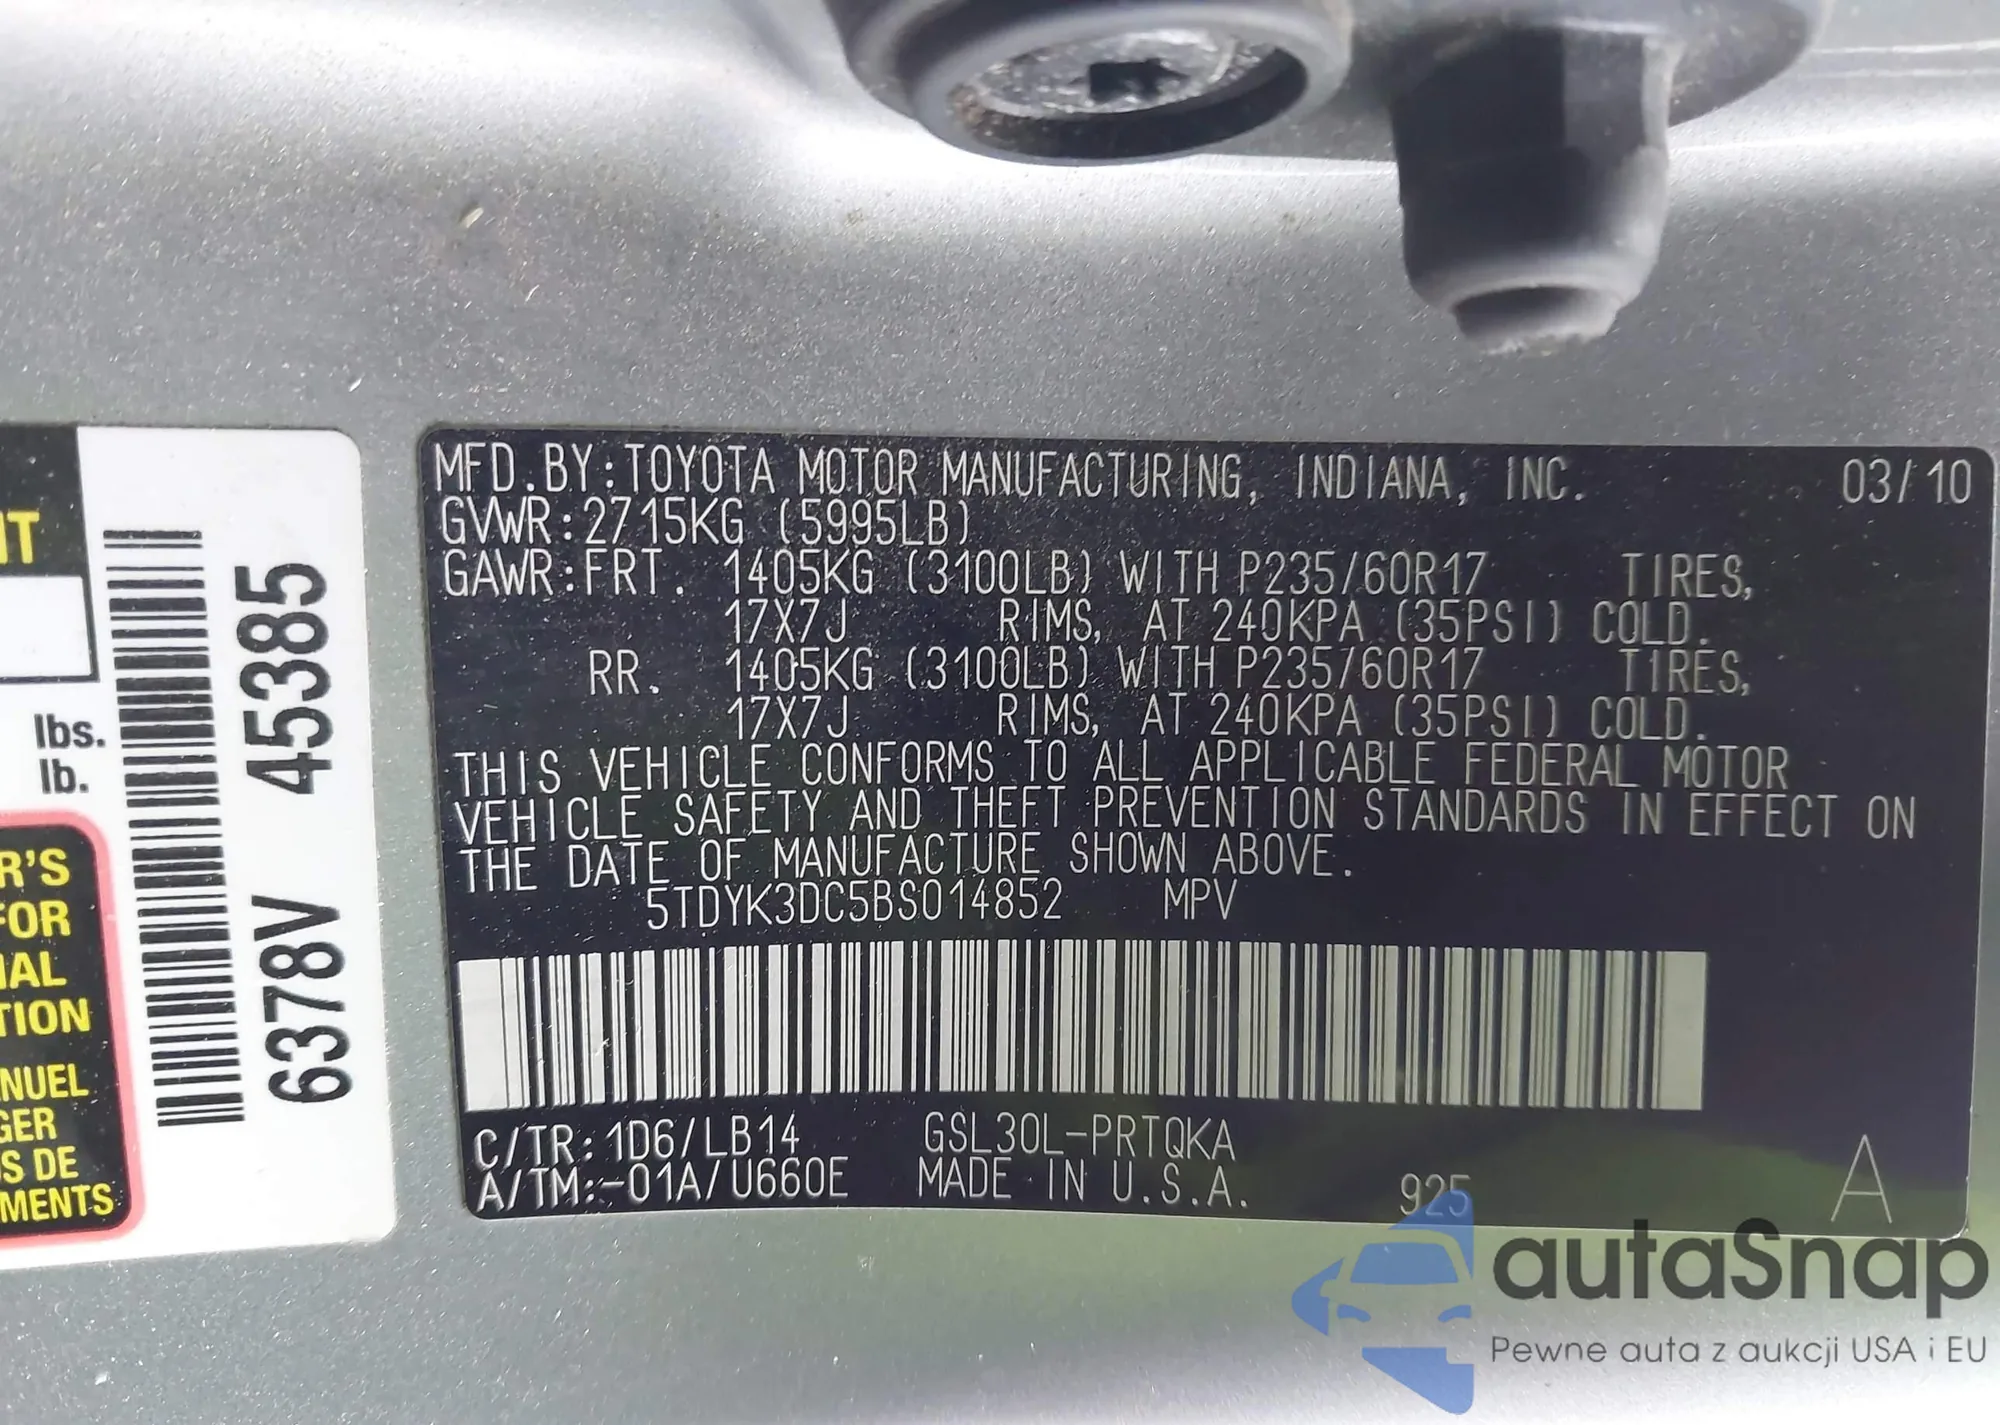 MFD.BY:TOYOTA MOTOR MANUFACTURING, INDIANA, INC. 03/10
GVWR:2715KG (5995LB)
GAWR:FRT. 1405KG (3100LB) WITH P235/60R17 TIRES,
17X7J RIMS, AT 240KPA (35PSI) COLD.
RR. 1405KG (3100LB) WITH P235/60R17 TIRES,
17X7J RIMS, AT 240KPA (35PSI) COLD.
THIS VEHICLE CONFORMS TO ALL APPLICABLE FEDERAL MOTOR
VEHICLE SAFETY AND THEFT PREVENTION STANDARDS IN EFFECT ON
THE DATE OF MANUFACTURE SHOWN ABOVE.
5TDYK3DC5BS014852 MPV
C/TR:1D6/LB14 GSL30L-PRTQKA
A/TM:-01A/U660E MADE IN U.S.A. 925 A
IT
lbs.
lb.
R'S
FOR
IAL
TION
NUEL
GER
S DE
MENTS
6378V 45385
autaSnap
Pewne auta z aukcji USA i EU